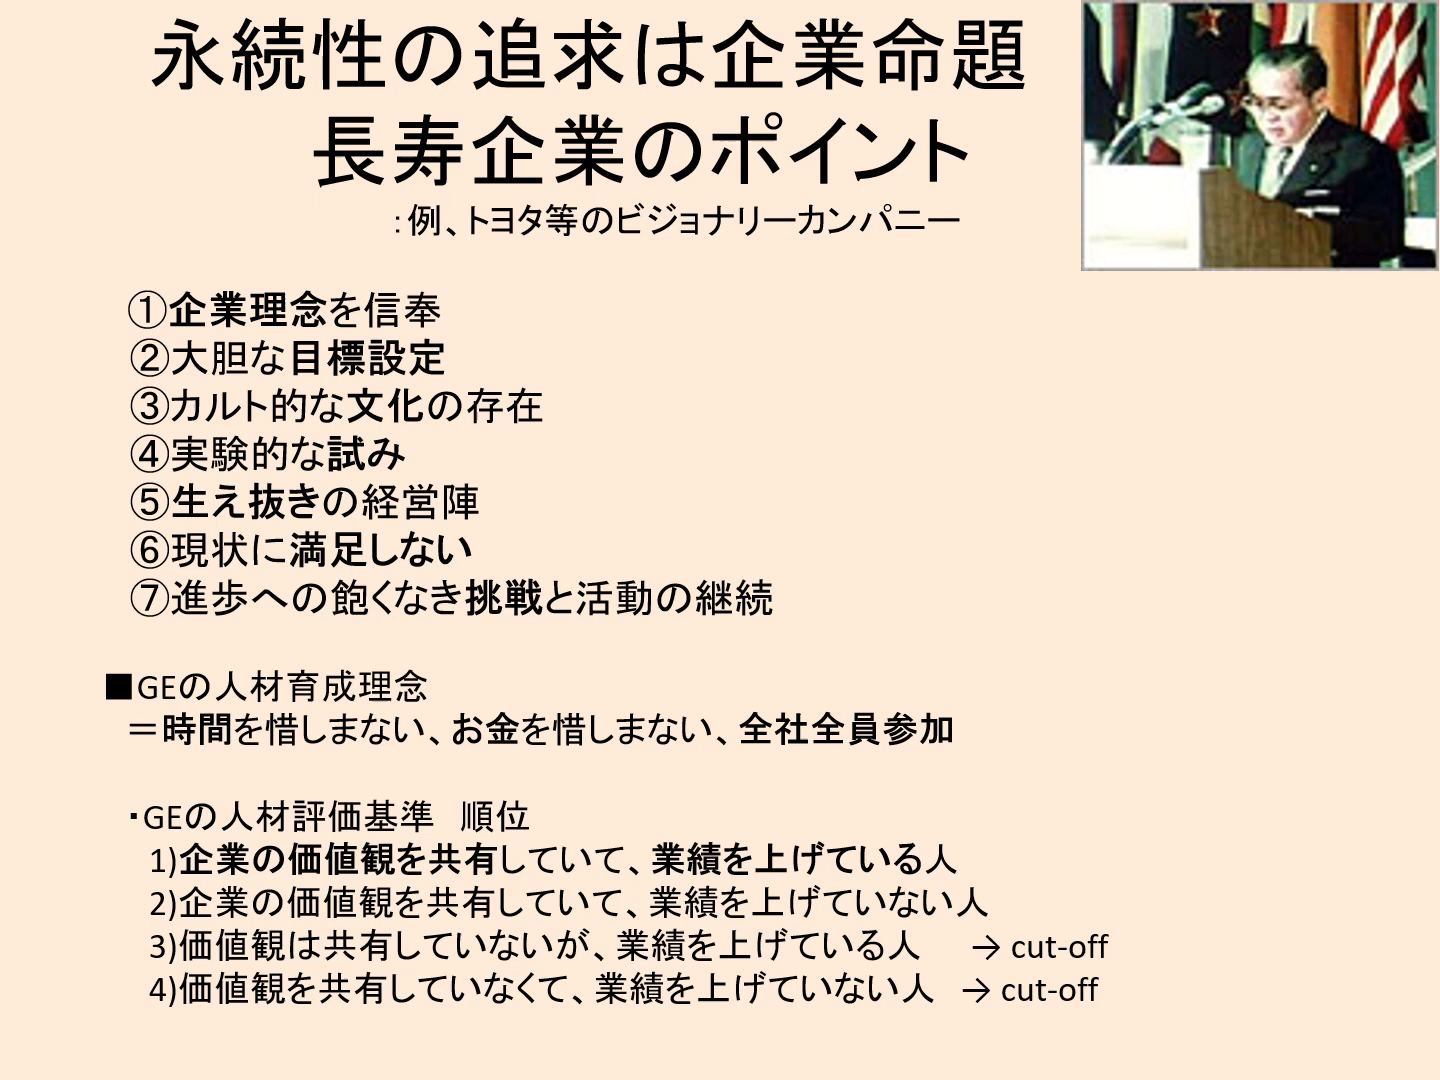 永続性の追求は企業命題
長寿企業のポイント
：例、トヨタ等のビジョナリーカンパニー
①企業理念を信奉
②大胆な目標設定
③カルト的な文化の存在
④実験的な試み
⑤生え抜きの経営陣
⑥現状に満足しない
⑦進歩への飽くなき挑戦と活動の継続
■GEの人材育成理念
＝時間を惜しまない、お金を惜しまない、全社全員参加
・GEの人材評価基準　順位
1)企業の価値観を共有していて、業績を上げている人
2)企業の価値観を共有していて、業績を上げていない人
3)価値観は共有していないが、業績を上げている人　→ cut-off
4)価値観を共有していなくて、業績を上げていない人　→ cut-off